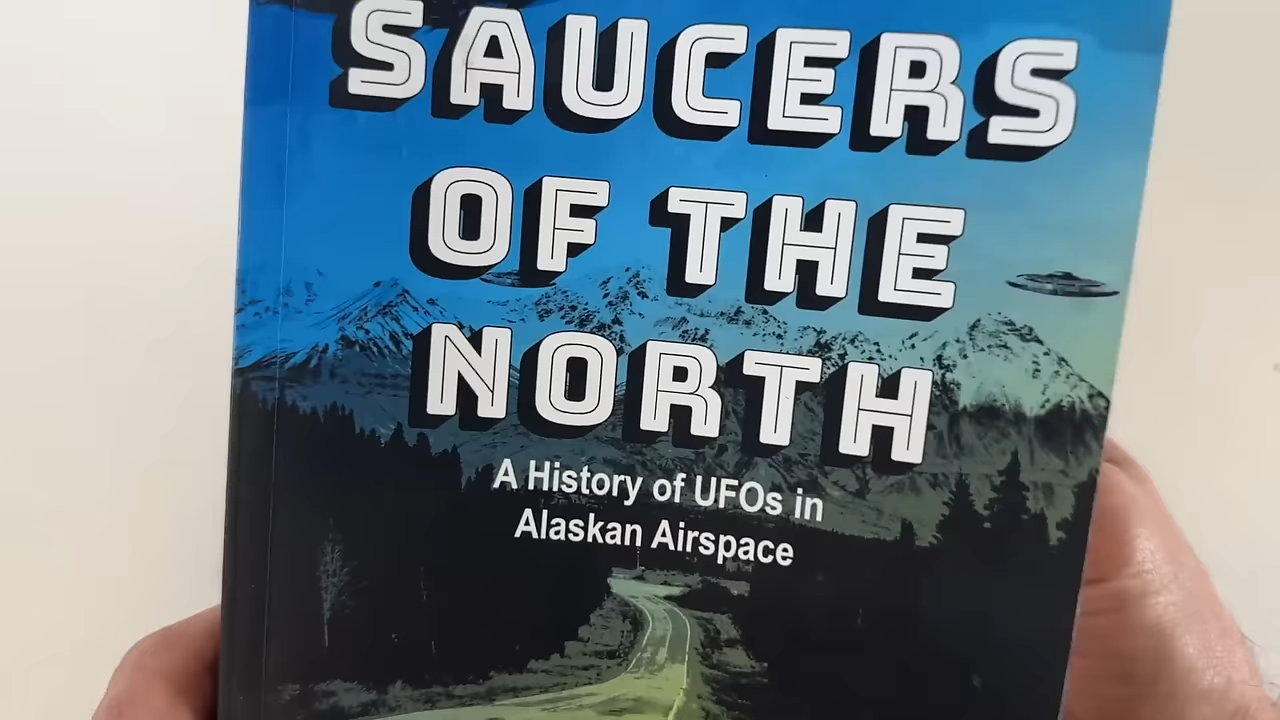 SAUCERS
OF THE
NORTH
A History of UFOs in
Alaskan Airspace